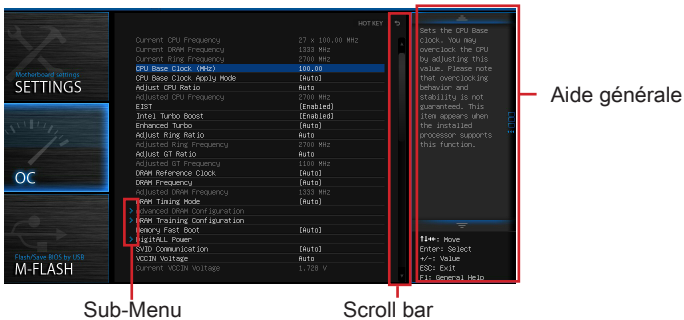 HOT KEY
Current CPU Frequency 27 x 100.00 MHz
Current DRAM Frequency 1333 MHz
Current Ring Frequency 2700 MHz
CPU Base Clock (MHz) 100.00
CPU Base Clock Apply Mode [Auto]
Adjust CPU Ratio Auto
Adjusted CPU Frequency 2700 MHz
EIST [Enabled]
Intel Turbo Boost [Enabled]
Enhanced Turbo [Auto]
Adjust Ring Ratio Auto
Adjusted Ring Frequency 2700 MHz
Adjust GT Ratio Auto
Adjusted GT Frequency 1100 MHz
DRAM Reference Clock [Auto]
DRAM Frequency [Auto]
Adjusted DRAM Frequency 1333 MHz
DRAM Timing Mode [Auto]
> Advanced DRAM Configuration
> DRAM Training Configuration
Memory Fast Boot [Auto]
> DigitALL Power
SVID Communication [Auto]
VCCIN Voltage Auto
Current VCCIN Voltage 1.728 V
Motherboard settings
SETTINGS
OC
Flash/Save BIOS by USB
M-FLASH
Sets the CPU Base
clock. You may
overclock the CPU
by adjusting this
value. Please note
that overclocking
behavior and
stability is not
guaranteed. This
item appears when
the installed
processor supports
this function.
↑↓→←: Move
Enter: Select
+/-: Value
ESC: Exit
F1: General Help
Aide générale
Sub-Menu
Scroll bar